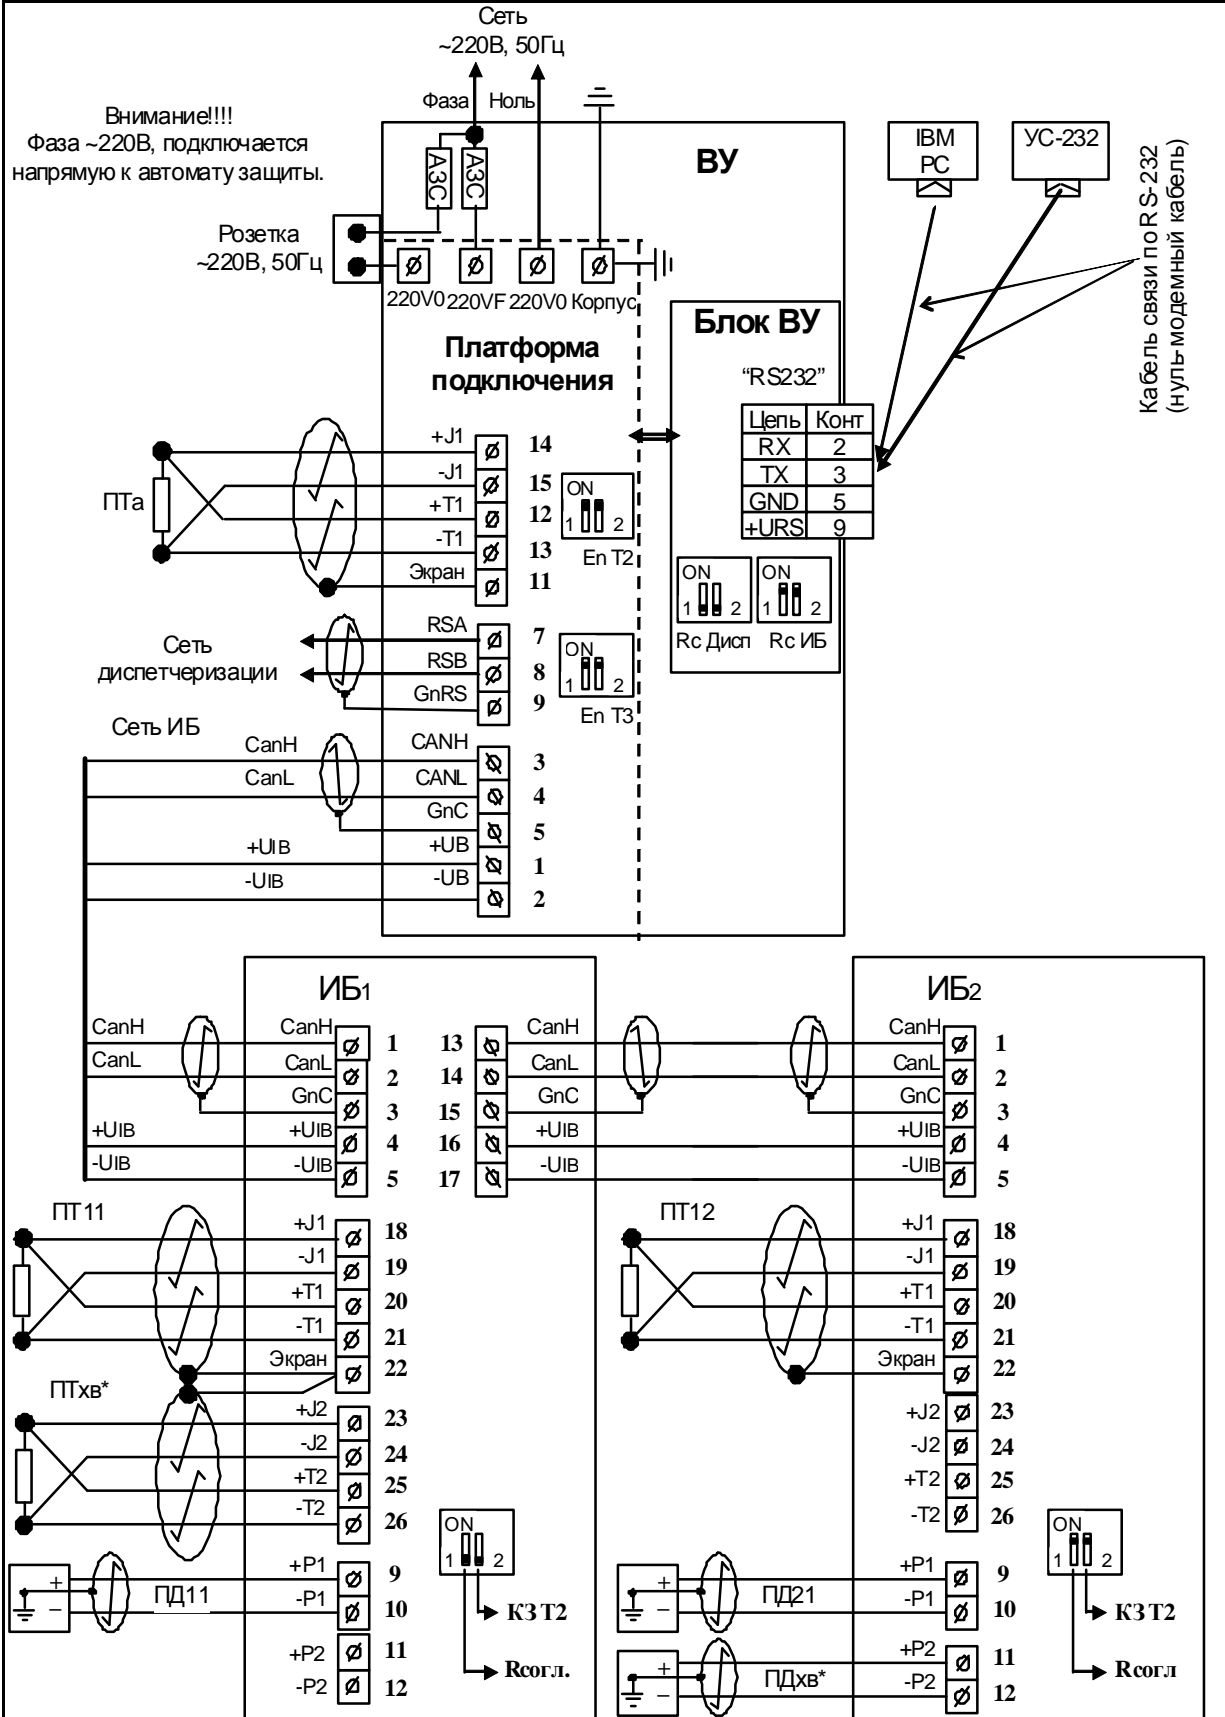 Сеть
~220В, 50Гц
Фаза Ноль
Внимание!!!!
Фаза ~220В, подключается
напрямую к автомату защиты.
АЗС АЗС
ВУ
IBM
PC
УС-232
Кабель связи по RS-232
(нуль-модемный кабель)
Розетка
~220В, 50Гц
220V0 220VF 220V0 Корпус
Платформа
подключения
Блок ВУ
“RS232”
Цепь Конт
RX 2
TX 3
GND 5
+URS 9
ON
1 2
Rc Дисп
ON
1 2
Rc ИБ
ПТа
+J1 14
-J1 15
+T1 12
-T1 13
Экран 11
ON
1 2
En T2
Сеть
диспетчеризации
RSA 7
RSB 8
GnRS 9
ON
1 2
En T3
Сеть ИБ
CanH CANH 3
CanL CANL 4
GnC 5
+UIB +UB 1
-UIB -UB 2
ИБ1
CanH CanH 1
CanL CanL 2
GnC 3
+UIB +UIB 4
-UIB -UIB 5
13 CanH
14 CanL
15 GnC
16 +UIB
17 -UIB
ИБ2
CanH 1
CanL 2
GnC 3
+UIB 4
-UIB 5
ПТ11
+J1 18
-J1 19
+T1 20
-T1 21
Экран 22
ПТхв*
+J2 23
-J2 24
+T2 25
-T2 26
ON
1 2
КЗ Т2
Rсогл.
+ −
ПД11
+P1 9
-P1 10
+P2 11
-P2 12
ПТ12
+J1 18
-J1 19
+T1 20
-T1 21
Экран 22
+J2 23
-J2 24
+T2 25
-T2 26
ON
1 2
КЗ Т2
Rсогл
+ −
ПД21
+P1 9
-P1 10
+ −
ПДхв*
+P2 11
-P2 12